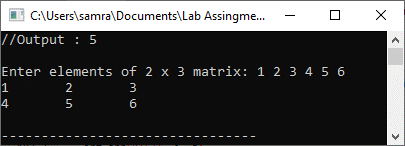 C:\Users\samra\Documents\Lab Assingme...
//Output : 5
Enter elements of 2 x 3 matrix: 1 2 3 4 5 6
1 2 3
4 5 6
--------------------------------